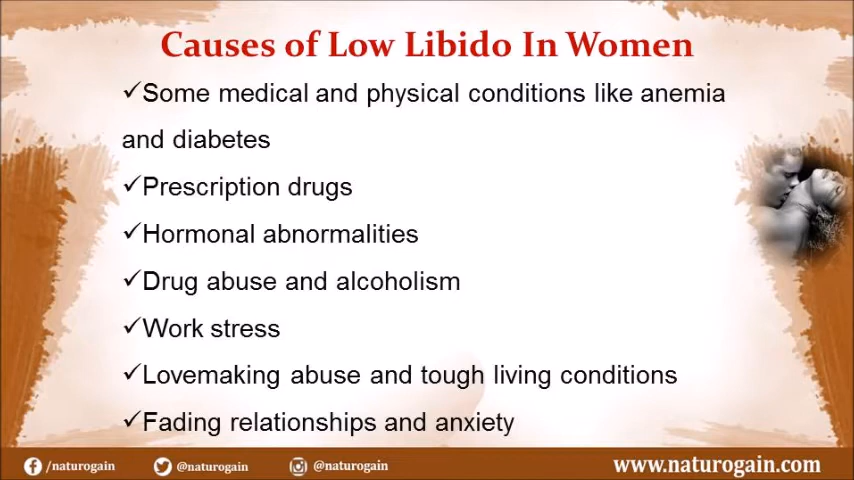 Causes of Low Libido In Women
✓Some medical and physical conditions like anemia
and diabetes
✓Prescription drugs
✓Hormonal abnormalities
✓Drug abuse and alcoholism
✓Work stress
✓Lovemaking abuse and tough living conditions
✓Fading relationships and anxiety
/naturogain @naturogain @naturogain www.naturogain.com